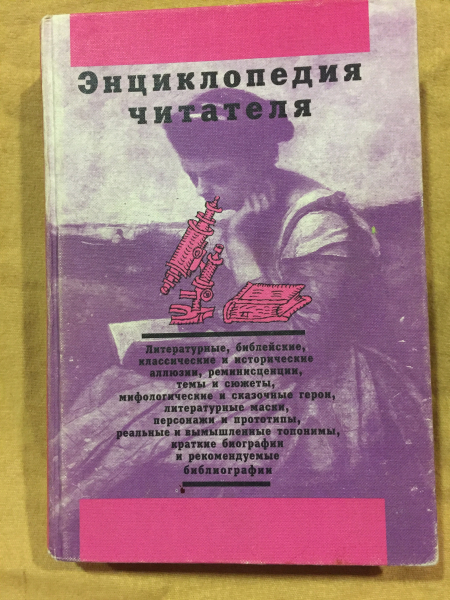 Энциклопедия
читателя
Литературные, библейские,
классические и исторические
аллюзии, реминисценции,
темы и сюжеты,
мифологические и сказочные герои,
литературные маски,
персонажи и прототипы,
реальные и вымышленные топонимы,
краткие биографии
и рекомендуемые
библиографии